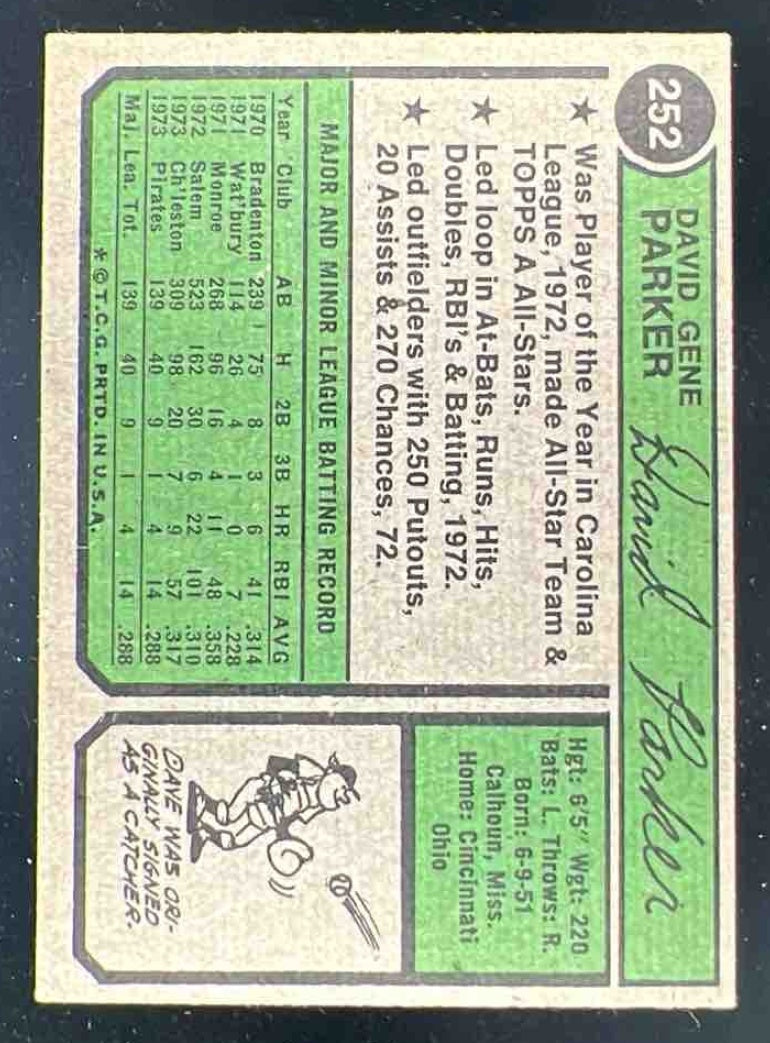 252
DAVID GENE
PARKER
David Parker
★ Was Player of the Year in Carolina
League, 1972, made All-Star Team &
TOPPS A All-Stars.
★ Led loop in At-Bats, Runs, Hits,
Doubles, RBI's & Batting, 1972.
★ Led outfielders with 250 Putouts,
20 Assists & 270 Chances, 72.
Hgt: 6'5" Wgt: 220
Bats: L. Throws: R.
Born: 6-9-51
Calhoun, Miss.
Home: Cincinnati
Ohio
MAJOR AND MINOR LEAGUE BATTING RECORD
Year Club AB H 2B 3B HR RBI AVG
1970 Bradenton 239 75 8 3 6 41 .314
1971 Wat'bury 114 26 4 1 0 7 .228
1971 Monroe 268 96 16 4 11 48 .358
1972 Salem 523 162 30 6 22 101 .310
1973 Ch'leston 309 98 20 7 9 57 .317
1973 Pirates 139 40 9 1 4 14 .288
Maj. Lea. Tot. 139 40 9 1 4 14 .288
* © T.C.G. PRTD. IN U.S.A.
DAVE WAS ORI-
GINALLY SIGNED
AS A CATCHER.